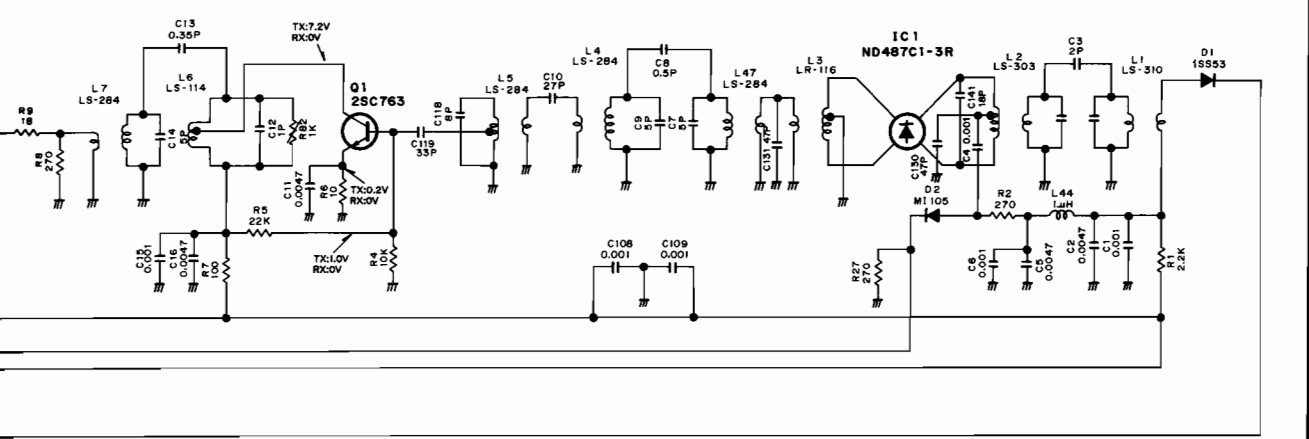 C13
0.35P
TX:7.2V
RX:0V
L6
LS-114
L7
LS-284
R9
18
R8
270
C14
5P
C12
1P
R82
1K
Q1
2SC763
C11
0.0047
R6
10
TX:0.2V
RX:0V
R5
22K
C15
0.001
C16
0.0047
R7
100
TX:1.0V
RX:0V
R4
10K
C119
33P
C118
8P
L5
LS-284
C10
27P
L4
LS-284
C8
0.5P
L47
LS-284
C9
5P
C7
5P
C131 47P
C108
0.001
C109
0.001
L3
LR-116
IC1
ND487C1-3R
C141
18P
C130
47P
C4 0.001
L2
LS-303
C3
2P
L1
LS-310
D1
1SS53
D2
MI105
R2
270
L44
1μH
R27
270
C6
0.001
C5
0.0047
C2
0.0047
C1
0.001
R1
2.2K